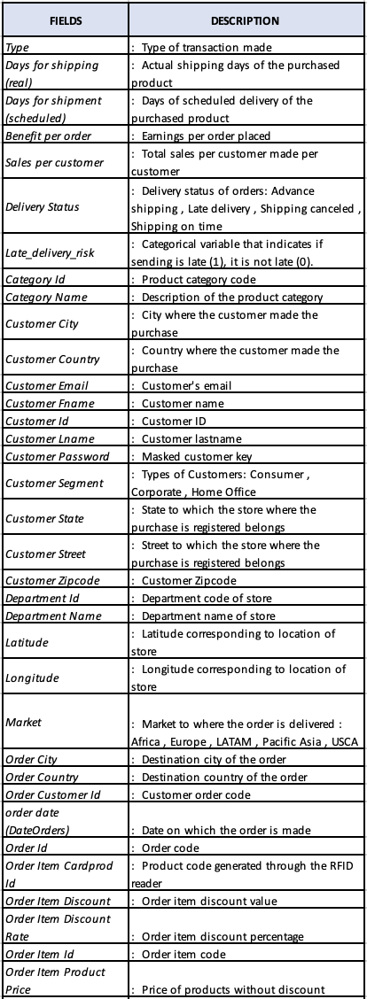 FIELDS DESCRIPTION
Type : Type of transaction made
Days for shipping : Actual shipping days of the purchased
(real) product
Days for shipment : Days of scheduled delivery of the
(scheduled) purchased product
Benefit per order : Earnings per order placed
Sales per customer : Total sales per customer made per
customer
Delivery Status : Delivery status of orders: Advance
shipping , Late delivery , Shipping canceled ,
Shipping on time
Late_delivery_risk : Categorical variable that indicates if
sending is late (1), it is not late (0).
Category Id : Product category code
Category Name : Description of the product category
Customer City : City where the customer made the
purchase
Customer Country : Country where the customer made the
purchase
Customer Email : Customer's email
Customer Fname : Customer name
Customer Id : Customer ID
Customer Lname : Customer lastname
Customer Password : Masked customer key
Customer Segment : Types of Customers: Consumer ,
Corporate , Home Office
Customer State : State to which the store where the
purchase is registered belongs
Customer Street : Street to which the store where the
purchase is registered belongs
Customer Zipcode : Customer Zipcode
Department Id : Department code of store
Department Name : Department name of store
Latitude : Latitude corresponding to location of
store
Longitude : Longitude corresponding to location of
store
Market : Market to where the order is delivered :
Africa , Europe , LATAM , Pacific Asia , USCA
Order City : Destination city of the order
Order Country : Destination country of the order
Order Customer Id : Customer order code
order date
(DateOrders) : Date on which the order is made
Order Id : Order code
Order Item Cardprod : Product code generated through the RFID
Id reader
Order Item Discount : Order item discount value
Order Item Discount
Rate : Order item discount percentage
Order Item Id : Order item code
Order Item Product
Price : Price of products without discount